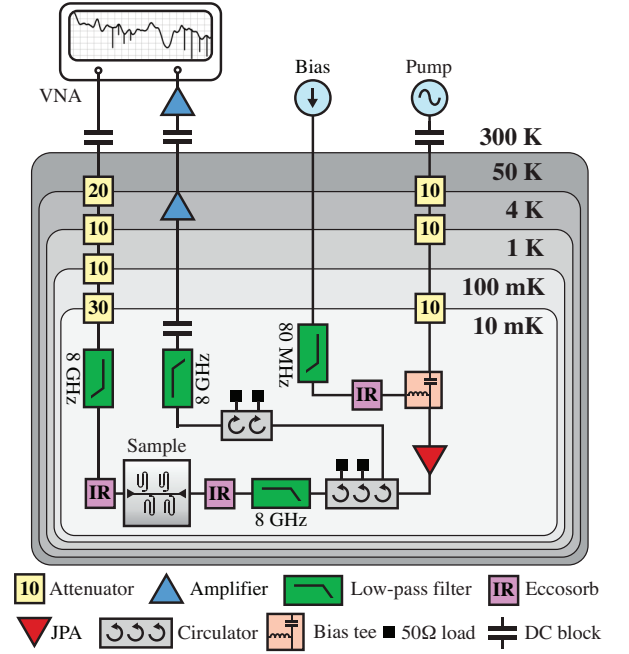 VNA
Bias
Pump
300 K
50 K
20
10
4 K
10
10
1 K
10
100 mK
30
10
10 mK
8 GHz
8 GHz
80 MHz
IR
Sample
IR
IR
8 GHz
10 Attenuator
Amplifier
Low-pass filter
IR Eccosorb
JPA
Circulator
Bias tee
50Ω load
DC block